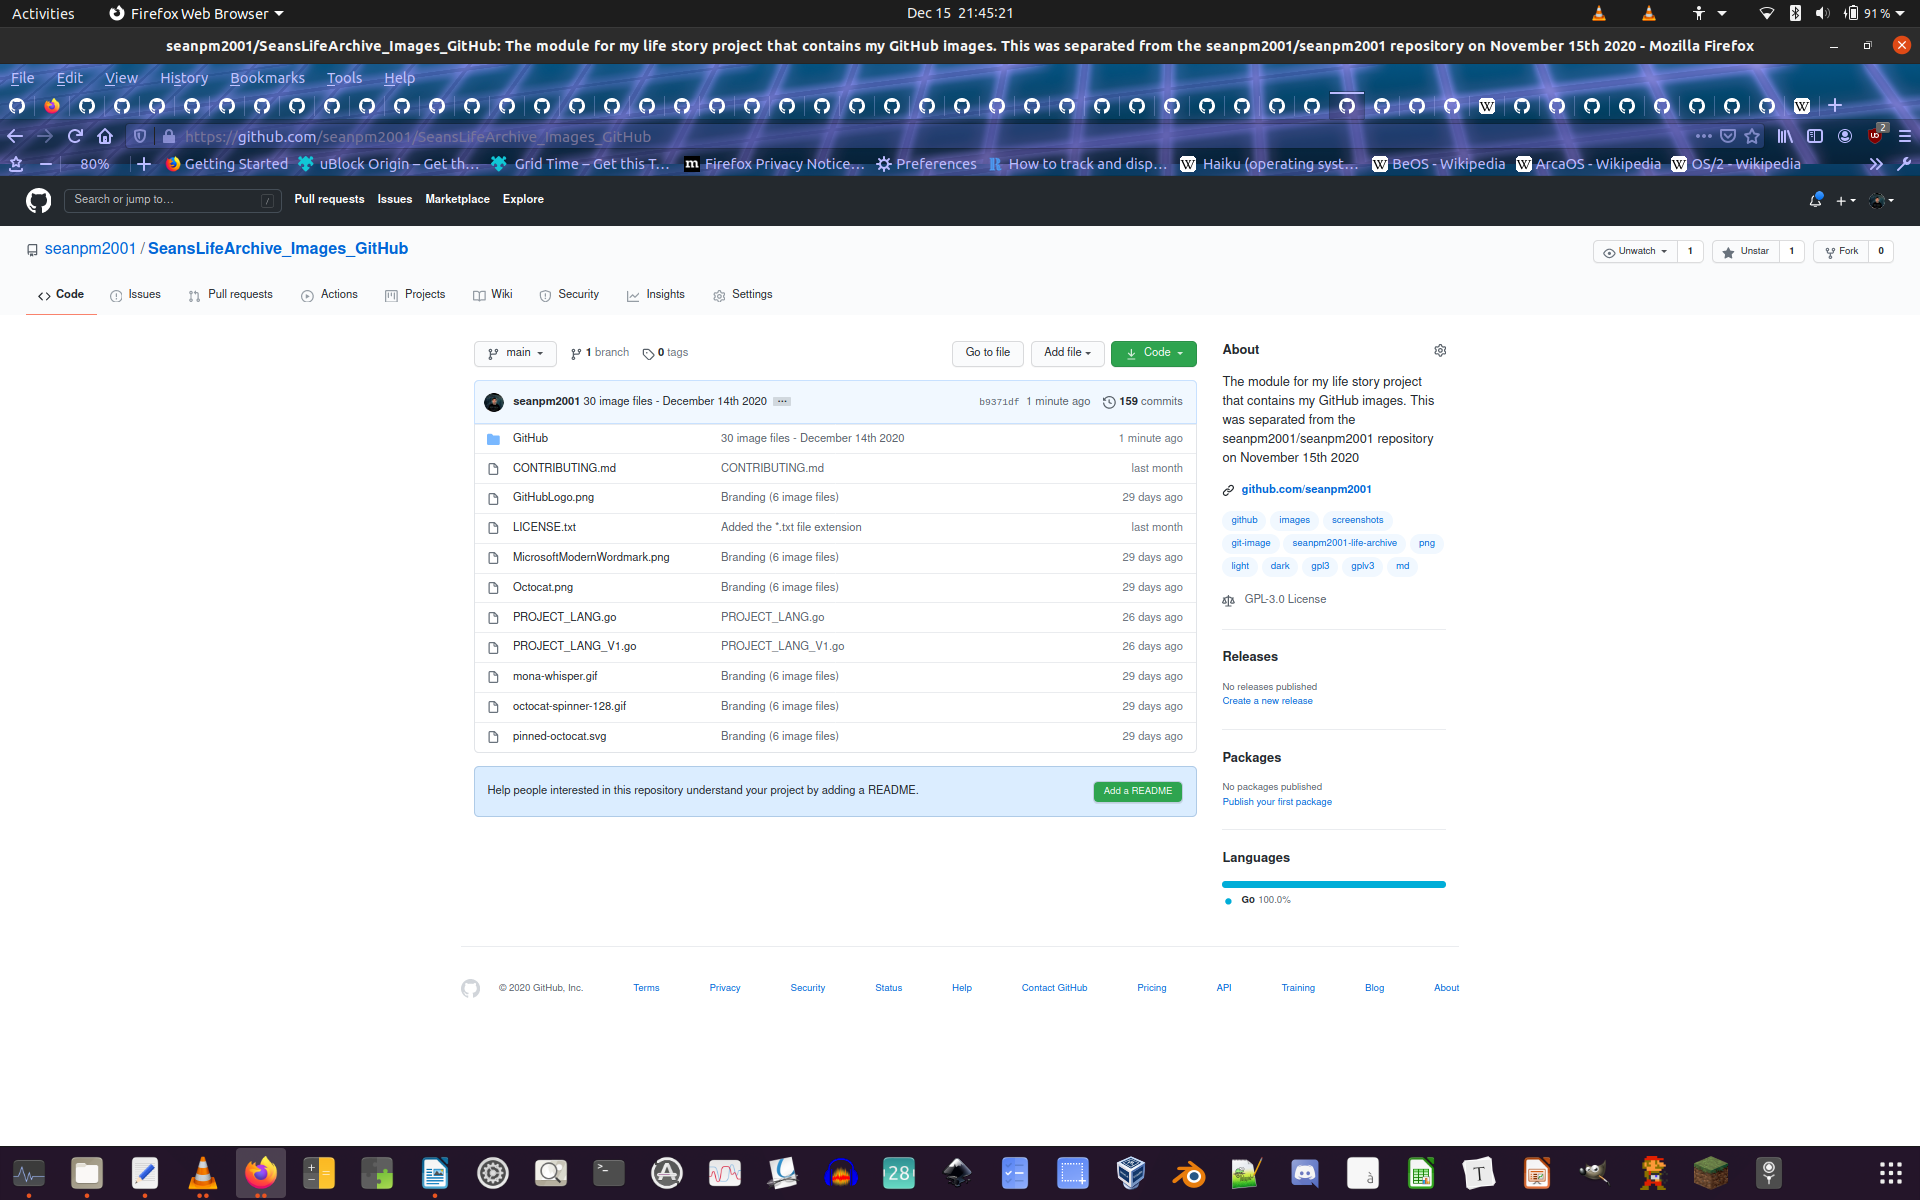 Activities Firefox Web Browser Dec 15 21:45:21 91 %
seanpm2001/SeansLifeArchive_Images_GitHub: The module for my life story project that contains my GitHub images. This was separated from the seanpm2001/seanpm2001 repository on November 15th 2020 - Mozilla Firefox
File Edit View History Bookmarks Tools Help
https://github.com/seanpm2001/SeansLifeArchive_Images_GitHub 2
80% Getting Started uBlock Origin – Get th… Grid Time – Get this T… Firefox Privacy Notice… Preferences How to track and disp… Haiku (operating syst… BeOS - Wikipedia ArcaOS - Wikipedia OS/2 - Wikipedia
Search or jump to… / Pull requests Issues Marketplace Explore
seanpm2001 / SeansLifeArchive_Images_GitHub Unwatch 1 Unstar 1 Fork 0
Code Issues Pull requests Actions Projects Wiki Security Insights Settings
main 1 branch 0 tags Go to file Add file Code
seanpm2001 30 image files - December 14th 2020 b9371df 1 minute ago 159 commits
GitHub 30 image files - December 14th 2020 1 minute ago
CONTRIBUTING.md CONTRIBUTING.md last month
GitHubLogo.png Branding (6 image files) 29 days ago
LICENSE.txt Added the *.txt file extension last month
MicrosoftModernWordmark.png Branding (6 image files) 29 days ago
Octocat.png Branding (6 image files) 29 days ago
PROJECT_LANG.go PROJECT_LANG.go 26 days ago
PROJECT_LANG_V1.go PROJECT_LANG_V1.go 26 days ago
mona-whisper.gif Branding (6 image files) 29 days ago
octocat-spinner-128.gif Branding (6 image files) 29 days ago
pinned-octocat.svg Branding (6 image files) 29 days ago
Help people interested in this repository understand your project by adding a README. Add a README
About
The module for my life story project
that contains my GitHub images. This
was separated from the
seanpm2001/seanpm2001 repository
on November 15th 2020
github.com/seanpm2001
github images screenshots
git-image seanpm2001-life-archive png
light dark gpl3 gplv3 md
GPL-3.0 License
Releases
No releases published
Create a new release
Packages
No packages published
Publish your first package
Languages
Go 100.0%
© 2020 GitHub, Inc. Terms Privacy Security Status Help Contact GitHub Pricing API Training Blog About
28